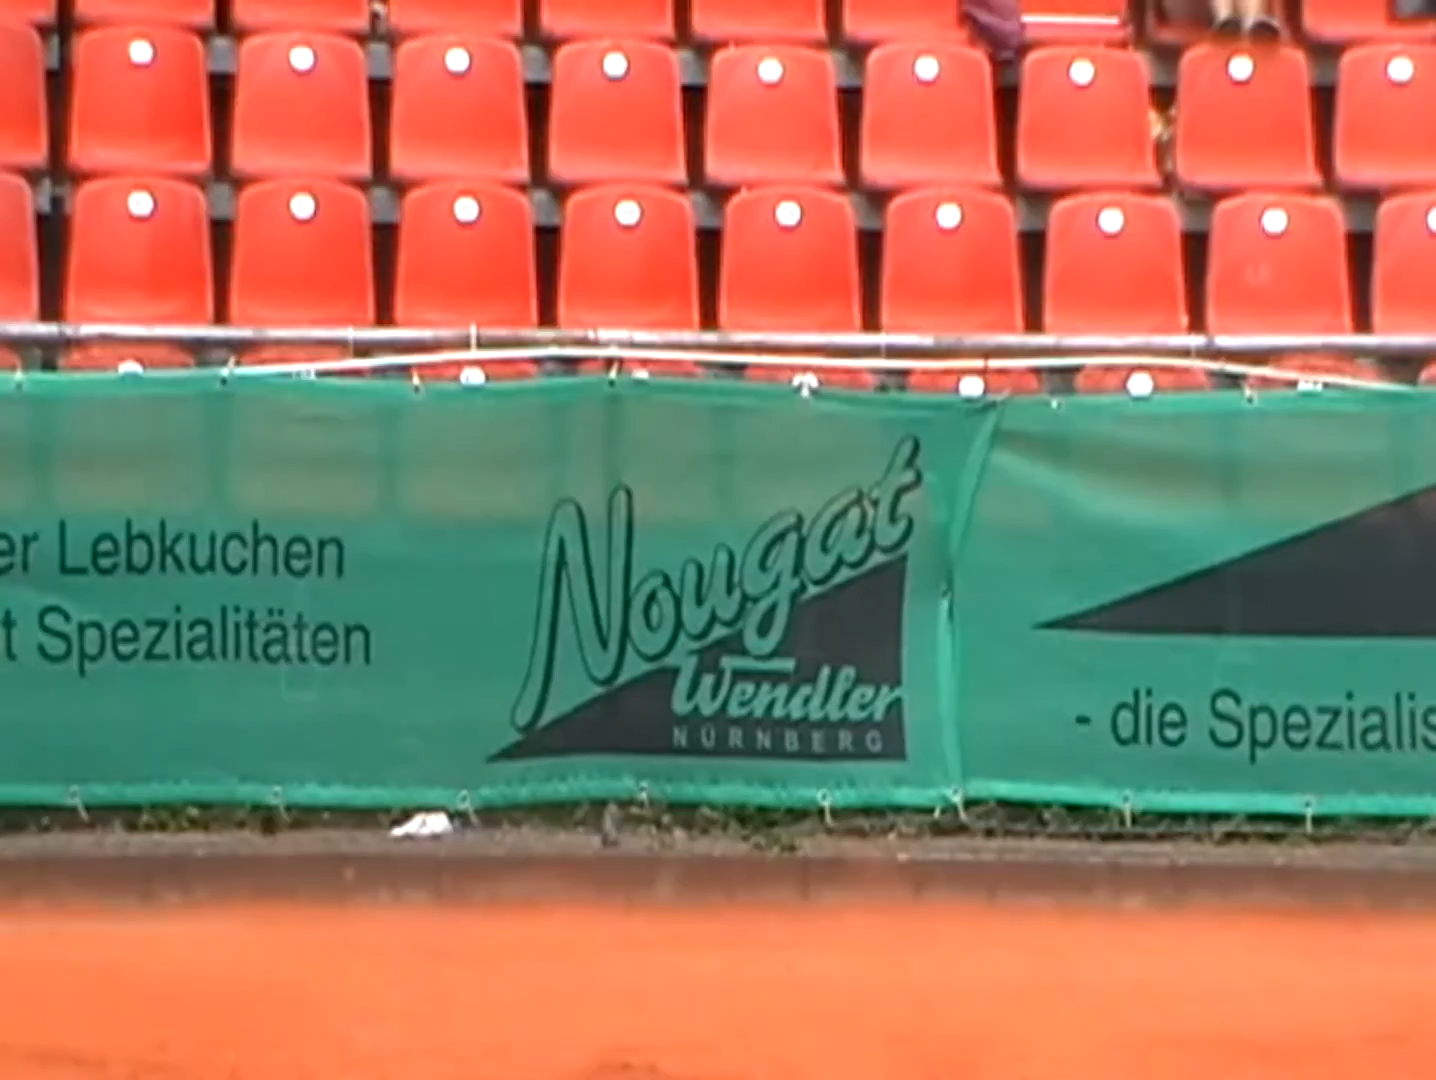 er Lebkuchen
t Spezialitäten
Nougat
Wendler
NÜRNBERG
- die Spezialis